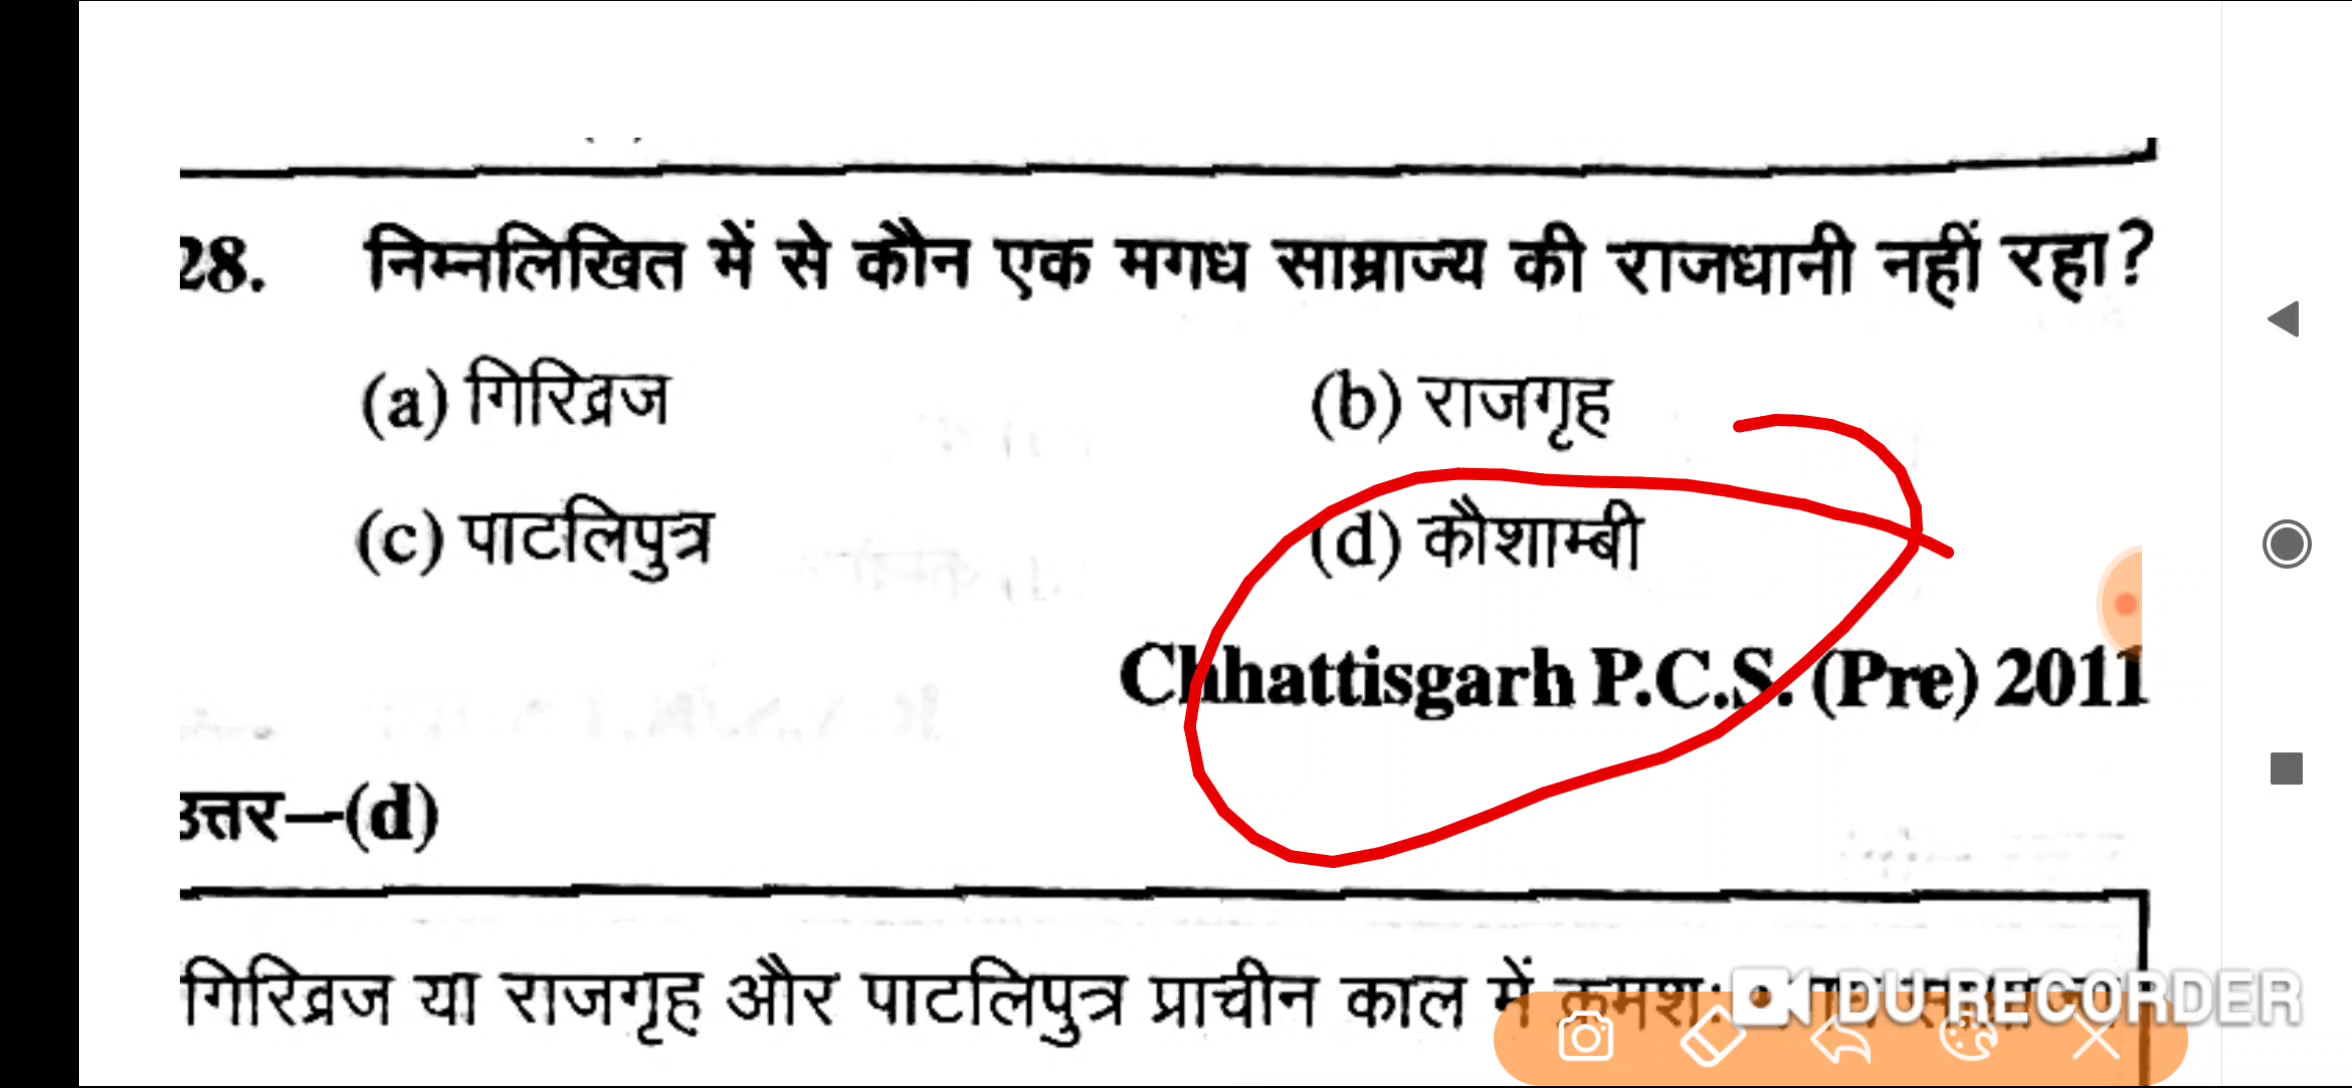 28. निम्नलिखित में से कौन एक मगध साम्राज्य की राजधानी नहीं रहा?
(a) गिरिव्रज (b) राजगृह
(c) पाटलिपुत्र (d) कौशाम्बी
Chhattisgarh P.C.S. (Pre) 2011
उत्तर—(d)
गिरिव्रज या राजगृह और पाटलिपुत्र प्राचीन काल में क्रमशः
DU RECORDER